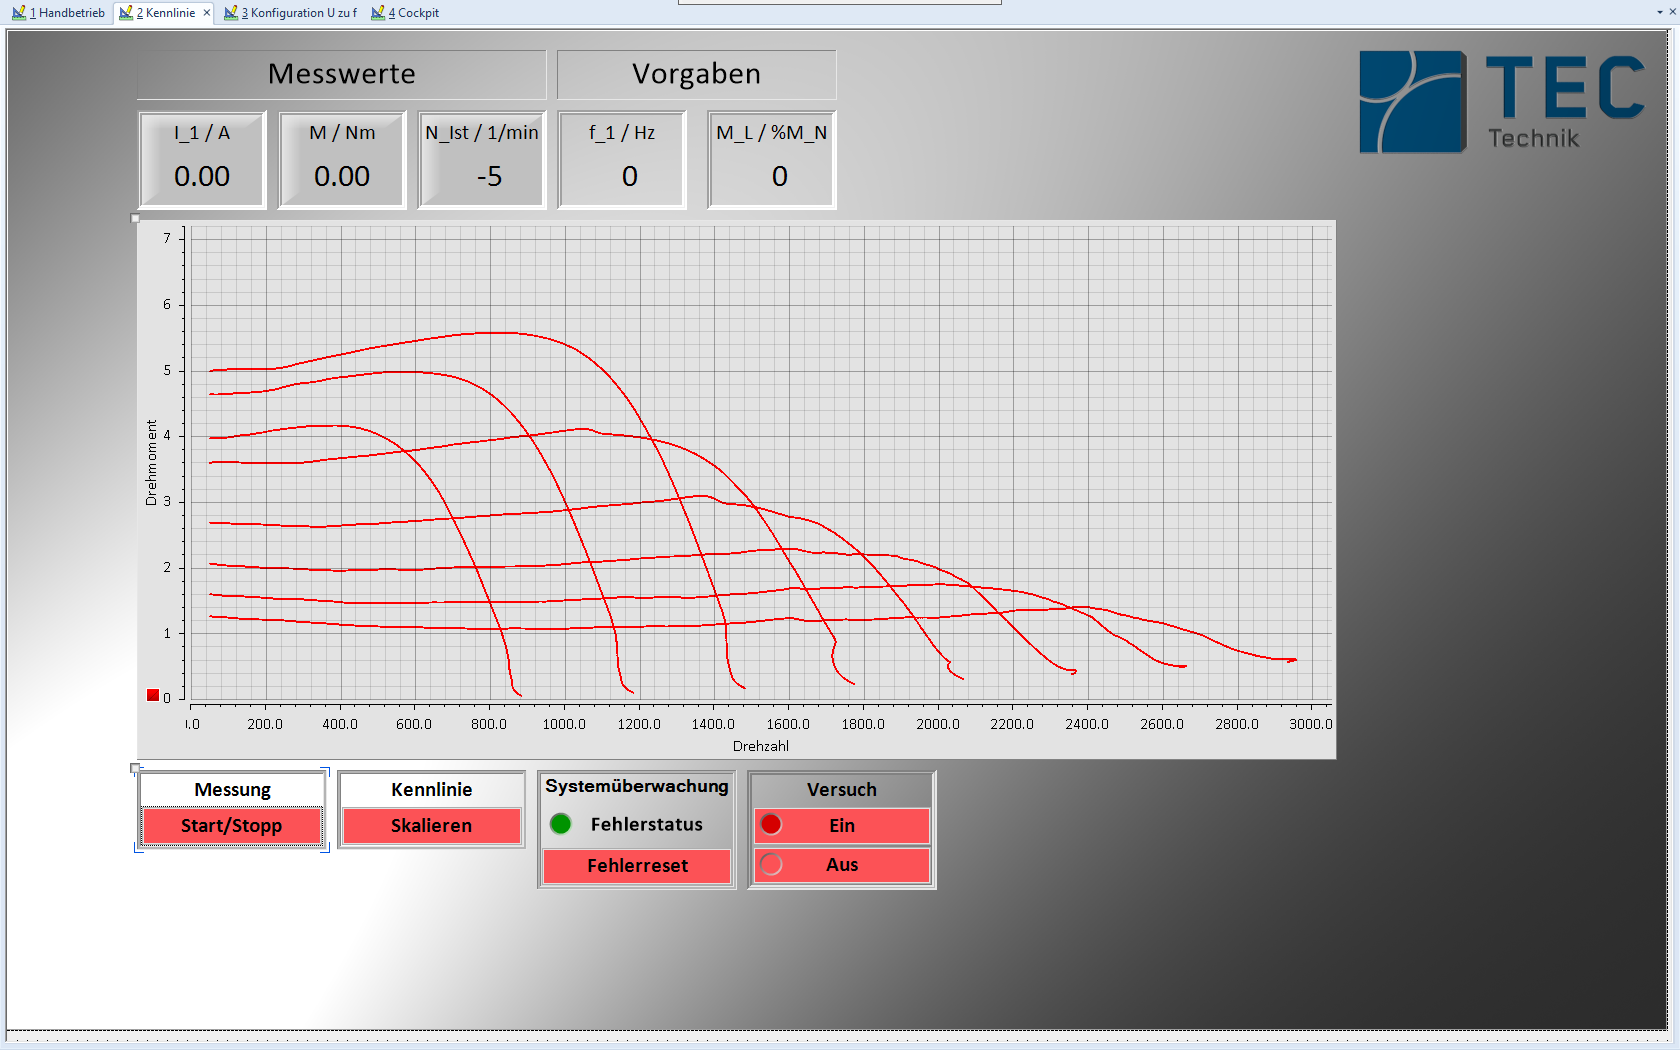 1 Handbetrieb 2 Kennlinie 3 Konfiguration U zu f 4 Cockpit
Messwerte Vorgaben
TEC
Technik
I_1 / A M / Nm N_Ist / 1/min f_1 / Hz M_L / %M_N
0.00 0.00 -5 0 0
7
6
5
4
3
2
1
0
Drehmoment
.0 200.0 400.0 600.0 800.0 1000.0 1200.0 1400.0 1600.0 1800.0 2000.0 2200.0 2400.0 2600.0 2800.0 3000.0
Drehzahl
Messung Kennlinie Systemüberwachung Versuch
Start/Stopp Skalieren Fehlerstatus Ein
Fehlerreset Aus